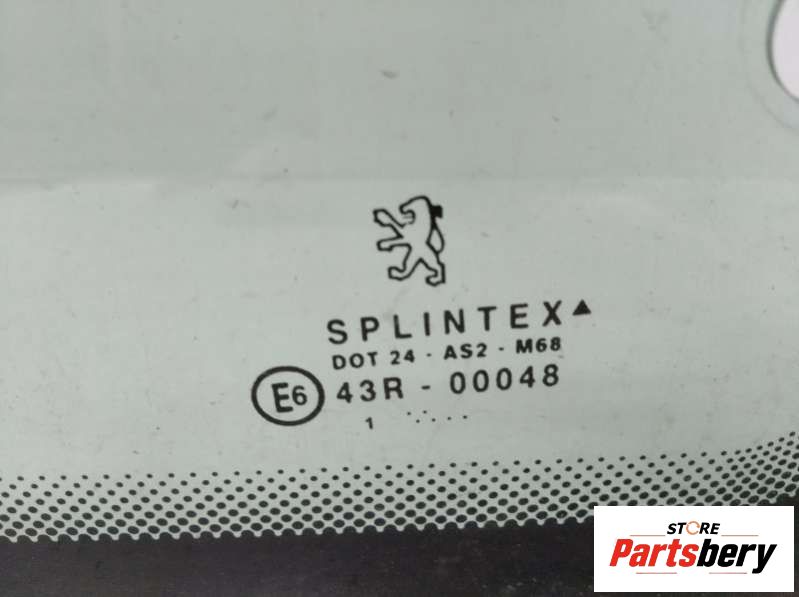 SPLINTEX
DOT 24 - AS2 - M68
E6 43R - 00048
1
STORE
Partsbery